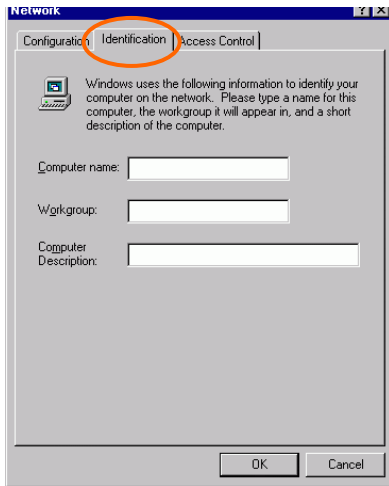 Network ? X
Configuration Identification Access Control
Windows uses the following information to identify your
computer on the network. Please type a name for this
computer, the workgroup it will appear in, and a short
description of the computer.
Computer name:
Workgroup:
Computer
Description:
OK Cancel